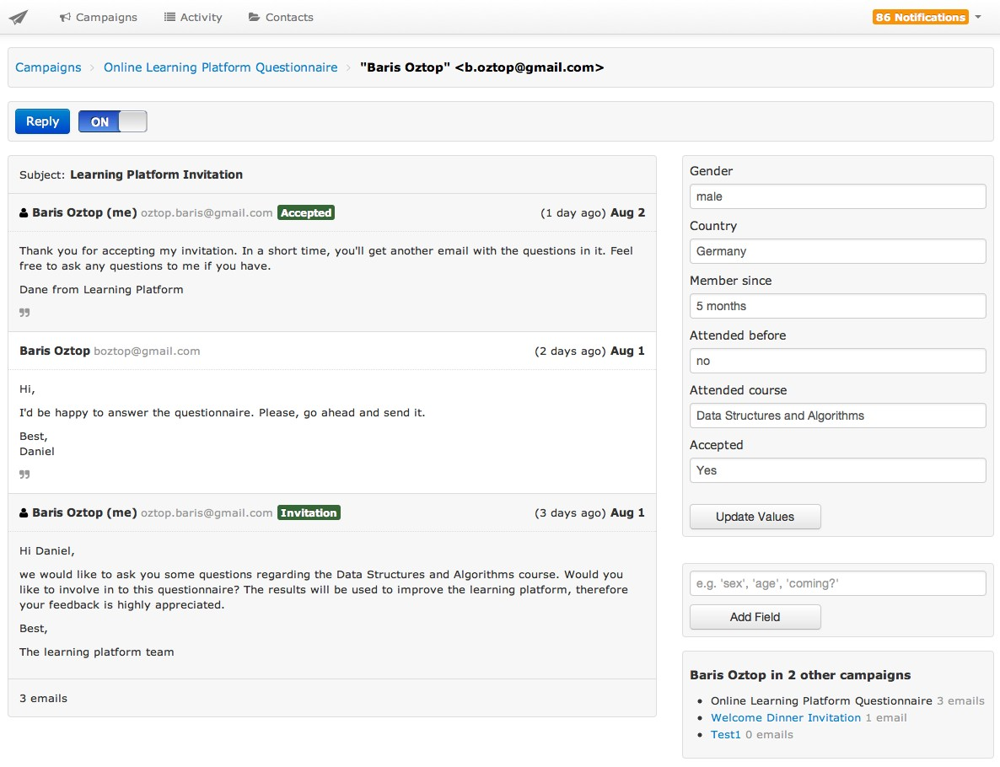 Campaigns Activity Contacts 86 Notifications
Campaigns > Online Learning Platform Questionnaire > "Baris Oztop" <b.oztop@gmail.com>
Reply ON
Subject: Learning Platform Invitation
Baris Oztop (me) oztop.baris@gmail.com Accepted (1 day ago) Aug 2
Thank you for accepting my invitation. In a short time, you'll get another email with the questions in it. Feel
free to ask any questions to me if you have.
Dane from Learning Platform
Baris Oztop boztop@gmail.com (2 days ago) Aug 1
Hi,
I'd be happy to answer the questionnaire. Please, go ahead and send it.
Best,
Daniel
Baris Oztop (me) oztop.baris@gmail.com Invitation (3 days ago) Aug 1
Hi Daniel,
we would like to ask you some questions regarding the Data Structures and Algorithms course. Would you
like to involve in to this questionnaire? The results will be used to improve the learning platform, therefore
your feedback is highly appreciated.
Best,
The learning platform team
3 emails
Gender
male
Country
Germany
Member since
5 months
Attended before
no
Attended course
Data Structures and Algorithms
Accepted
Yes
Update Values
e.g. 'sex', 'age', 'coming?'
Add Field
Baris Oztop in 2 other campaigns
• Online Learning Platform Questionnaire 3 emails
• Welcome Dinner Invitation 1 email
• Test1 0 emails